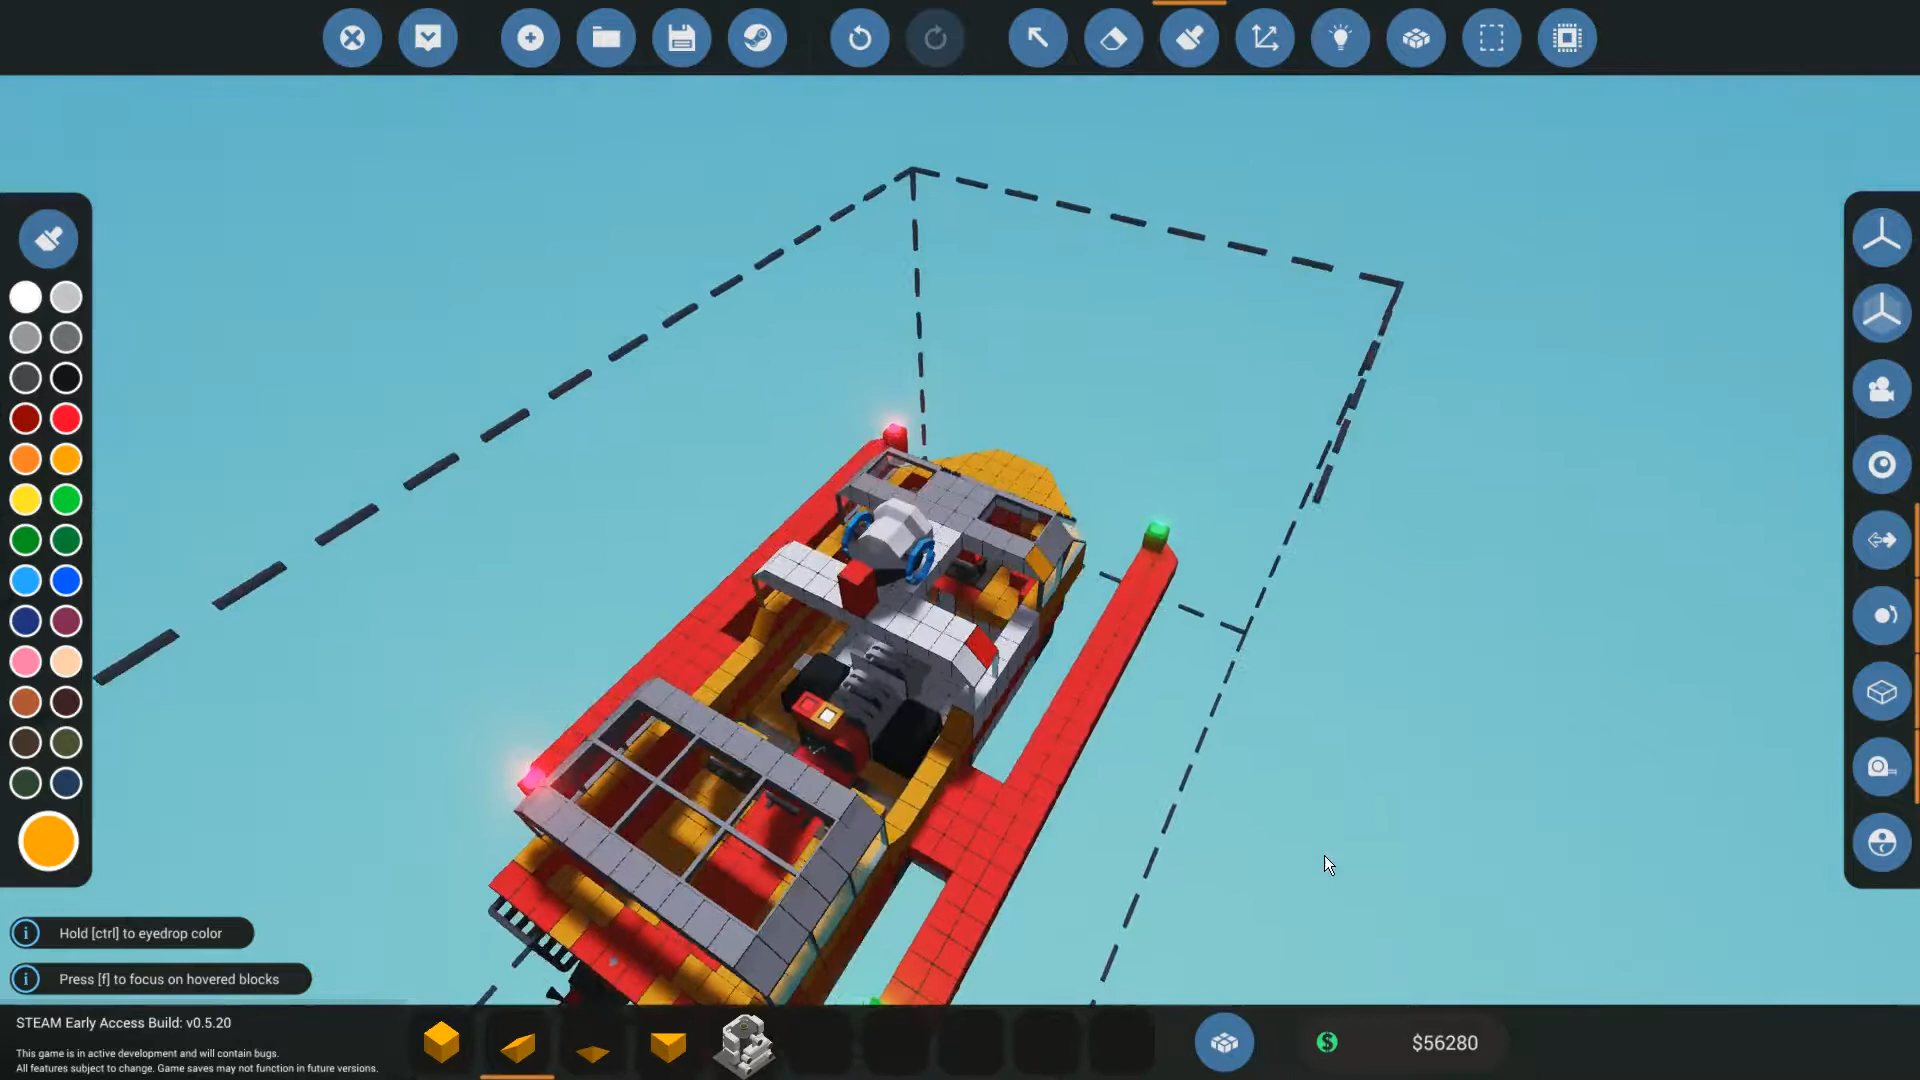 Hold [ctrl] to eyedrop color
Press [f] to focus on hovered blocks
STEAM Early Access Build: v0.5.20
This game is in active development and will contain bugs.
All features subject to change. Game saves may not function in future versions.
$56280